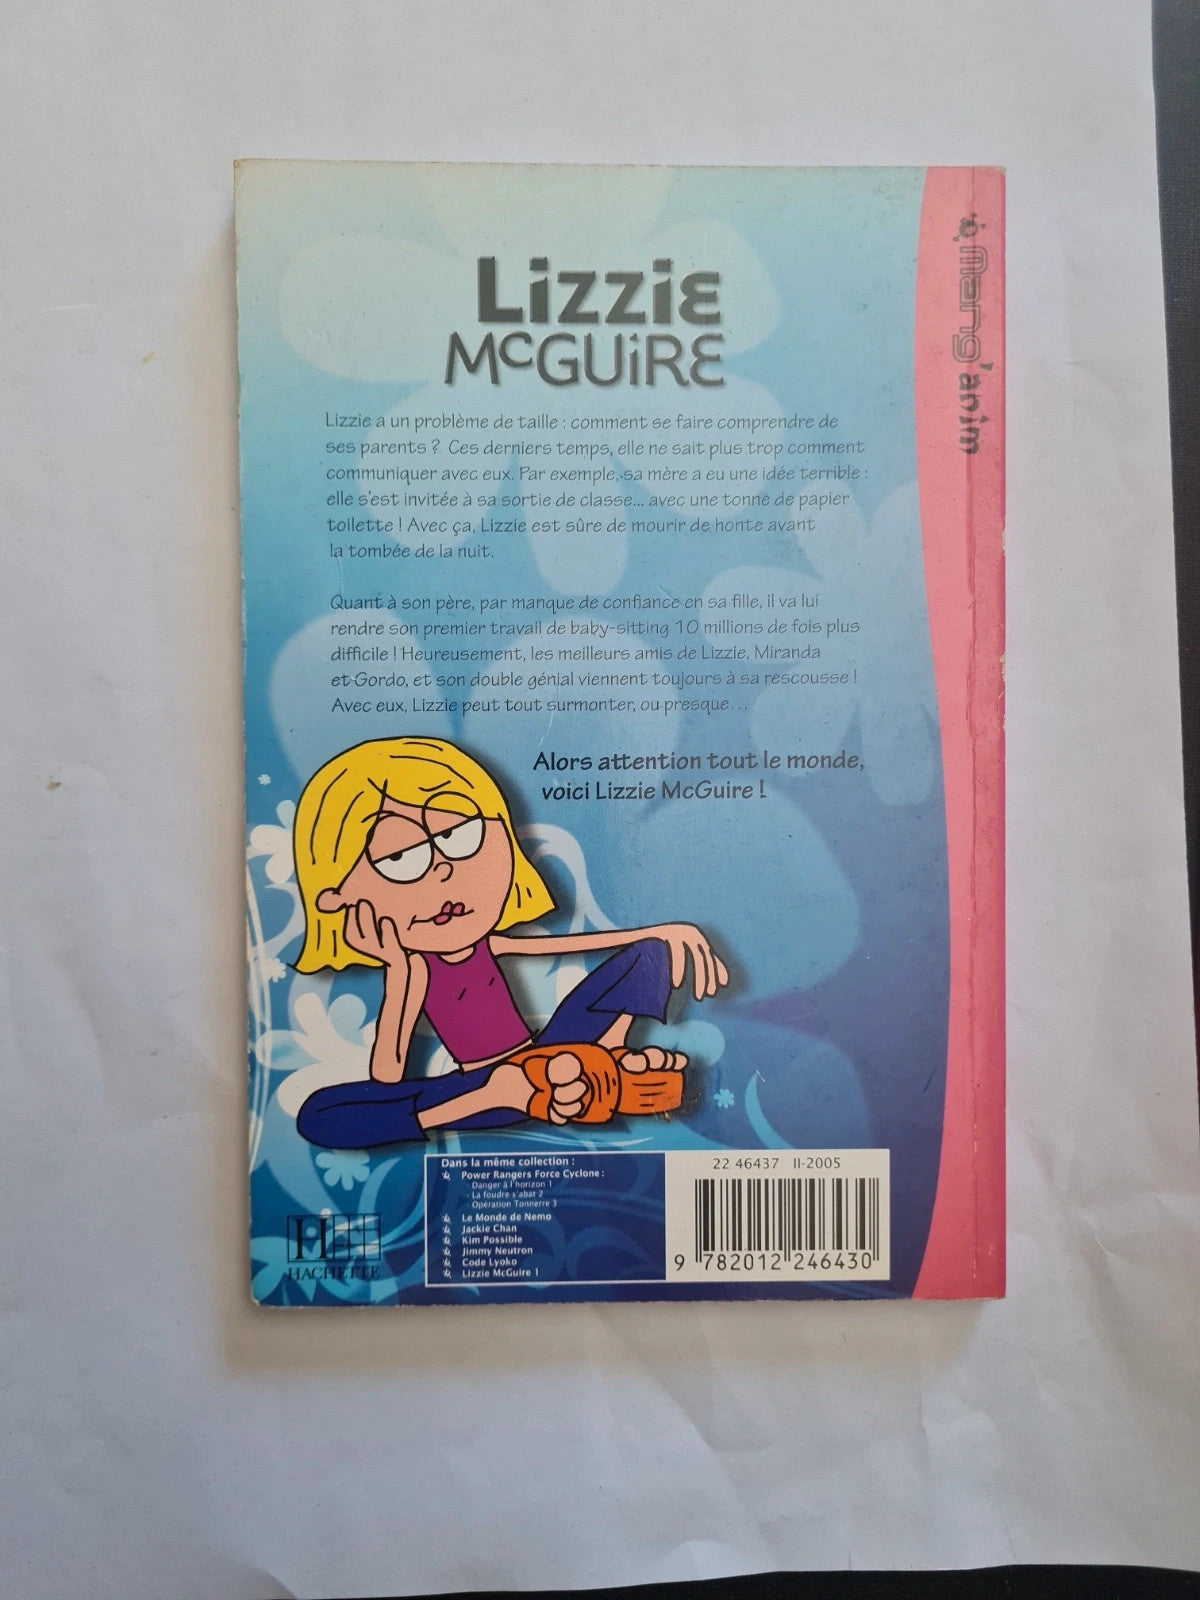 Lizzie
McGuire
mang'anim
Lizzie a un problème de taille : comment se faire comprendre de
ses parents ? Ces derniers temps, elle ne sait plus trop comment
communiquer avec eux. Par exemple, sa mère a eu une idée terrible :
elle s'est invitée à sa sortie de classe... avec une tonne de papier
toilette ! Avec ça, Lizzie est sûre de mourir de honte avant
la tombée de la nuit.
Quant à son père, par manque de confiance en sa fille, il va lui
rendre son premier travail de baby-sitting 10 millions de fois plus
difficile ! Heureusement, les meilleurs amis de Lizzie, Miranda
et Gordo, et son double génial viennent toujours à sa rescousse !
Avec eux, Lizzie peut tout surmonter, ou presque...
Alors attention tout le monde,
voici Lizzie McGuire !
Dans la même collection :
Power Rangers Force Cyclone :
- Danger à l'horizon 1
- La foudre s'abat 2
- Opération Tonnerre 3
Le Monde de Nemo
Jackie Chan
Kim Possible
Jimmy Neutron
Code Lyoko
Lizzie McGuire 1
H
HACHETTE
22 46437 II-2005
9 782012 246430